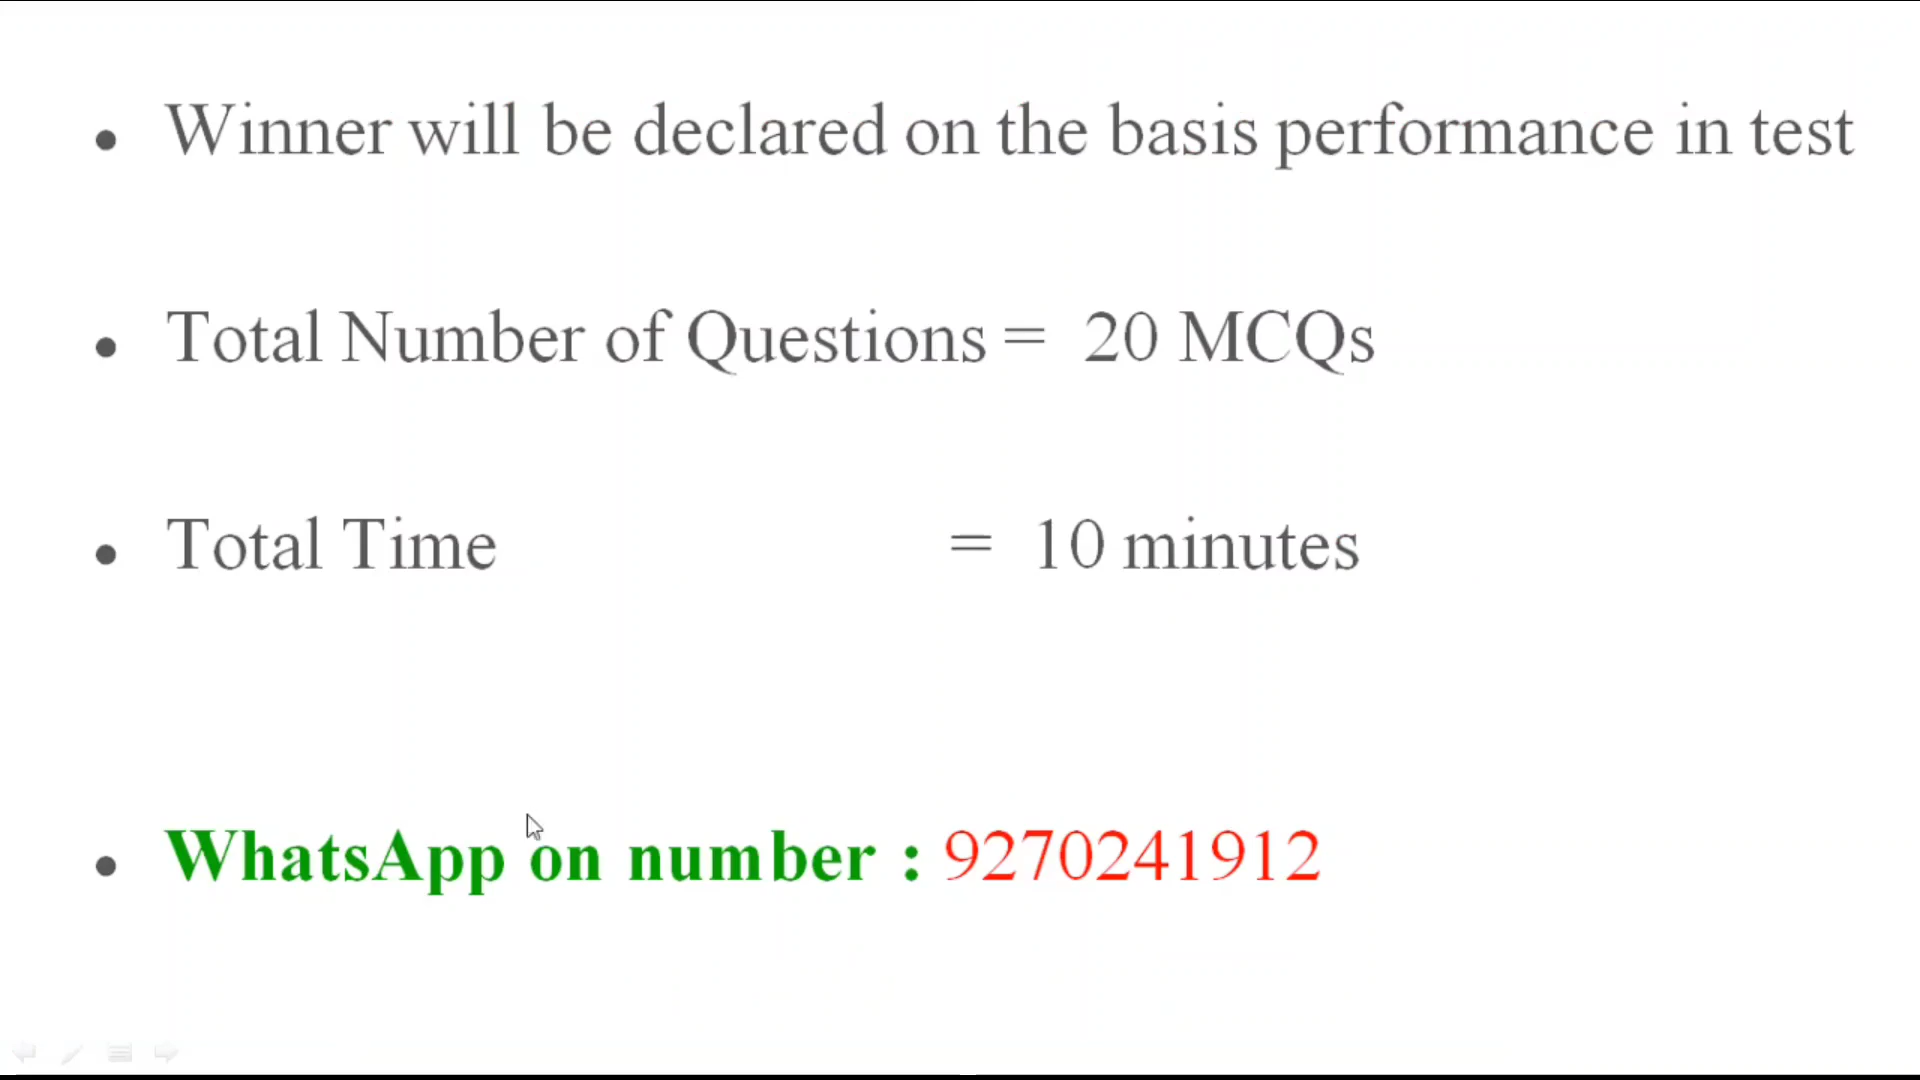 • Winner will be declared on the basis performance in test
• Total Number of Questions = 20 MCQs
• Total Time = 10 minutes
• WhatsApp on number : 9270241912